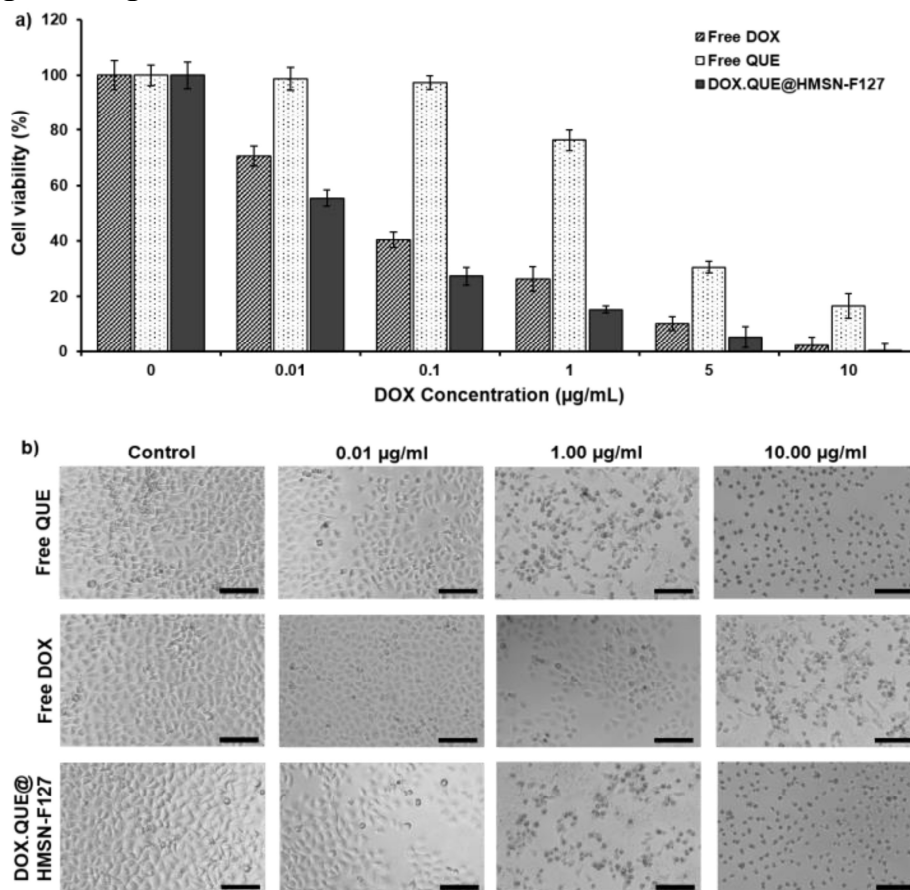 a)
120
100
80
60
40
20
0
Cell viability (%)
Free DOX
Free QUE
DOX.QUE@HMSN-F127
0 0.01 0.1 1 5 10
DOX Concentration (µg/mL)
b)
Control 0.01 µg/ml 1.00 µg/ml 10.00 µg/ml
Free QUE
Free DOX
DOX.QUE@
HMSN-F127